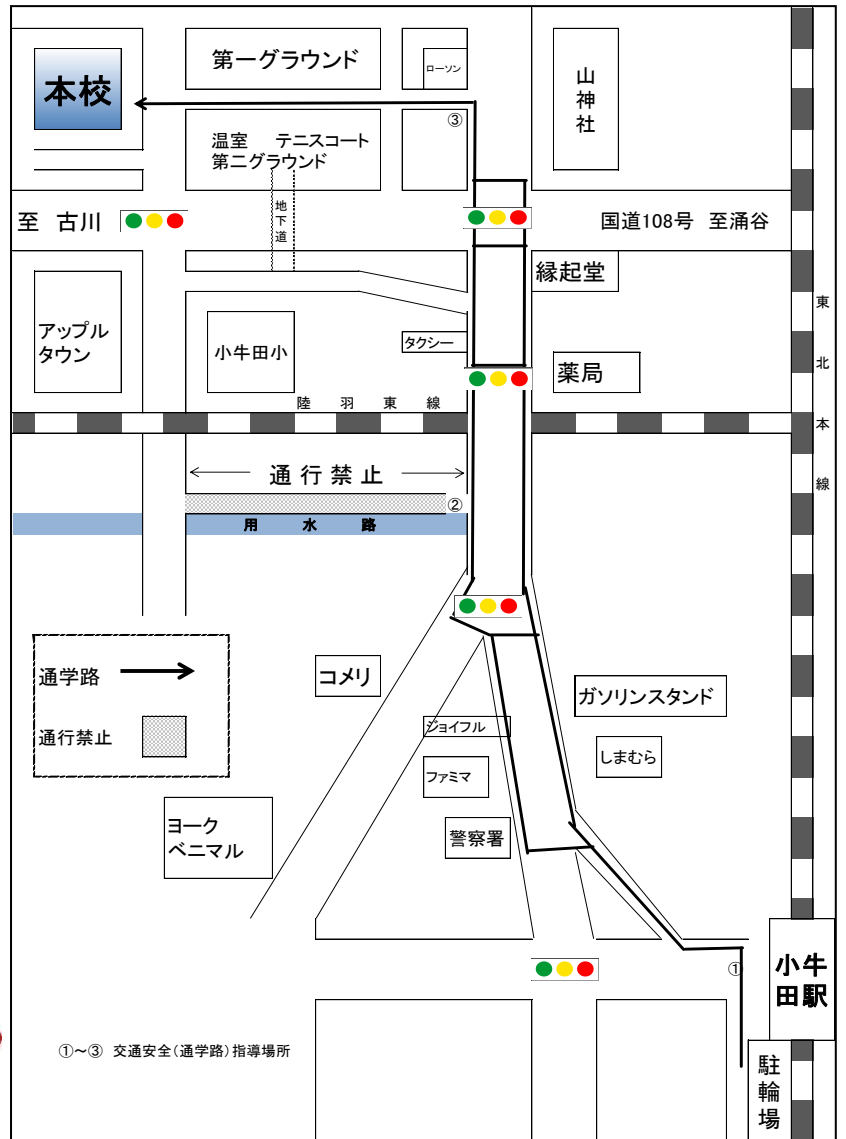 第一グラウンド
ローソン
本校
山神社
③
温室 テニスコート
第二グラウンド
地下道
至 古川
国道108号 至涌谷
縁起堂
アップル
タウン
小牛田小
タクシー
薬局
東北本線
陸羽東線
通行禁止
②
用水路
通学路
通行禁止
コメリ
ガソリンスタンド
ジョイフル
しまむら
ファミマ
ヨーク
ベニマル
警察署
小牛
田駅
①
①~③ 交通安全(通学路)指導場所
駐輪場